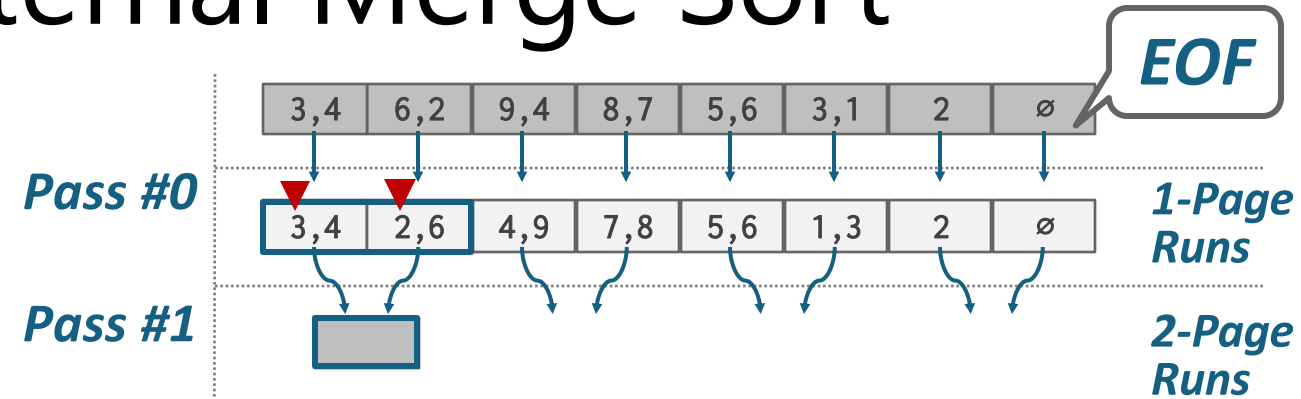 ternal Merge Sort
EOF
3,4 6,2 9,4 8,7 5,6 3,1 2 ∅
Pass #0
1-Page
Runs
3,4 2,6 4,9 7,8 5,6 1,3 2 ∅
Pass #1
2-Page
Runs